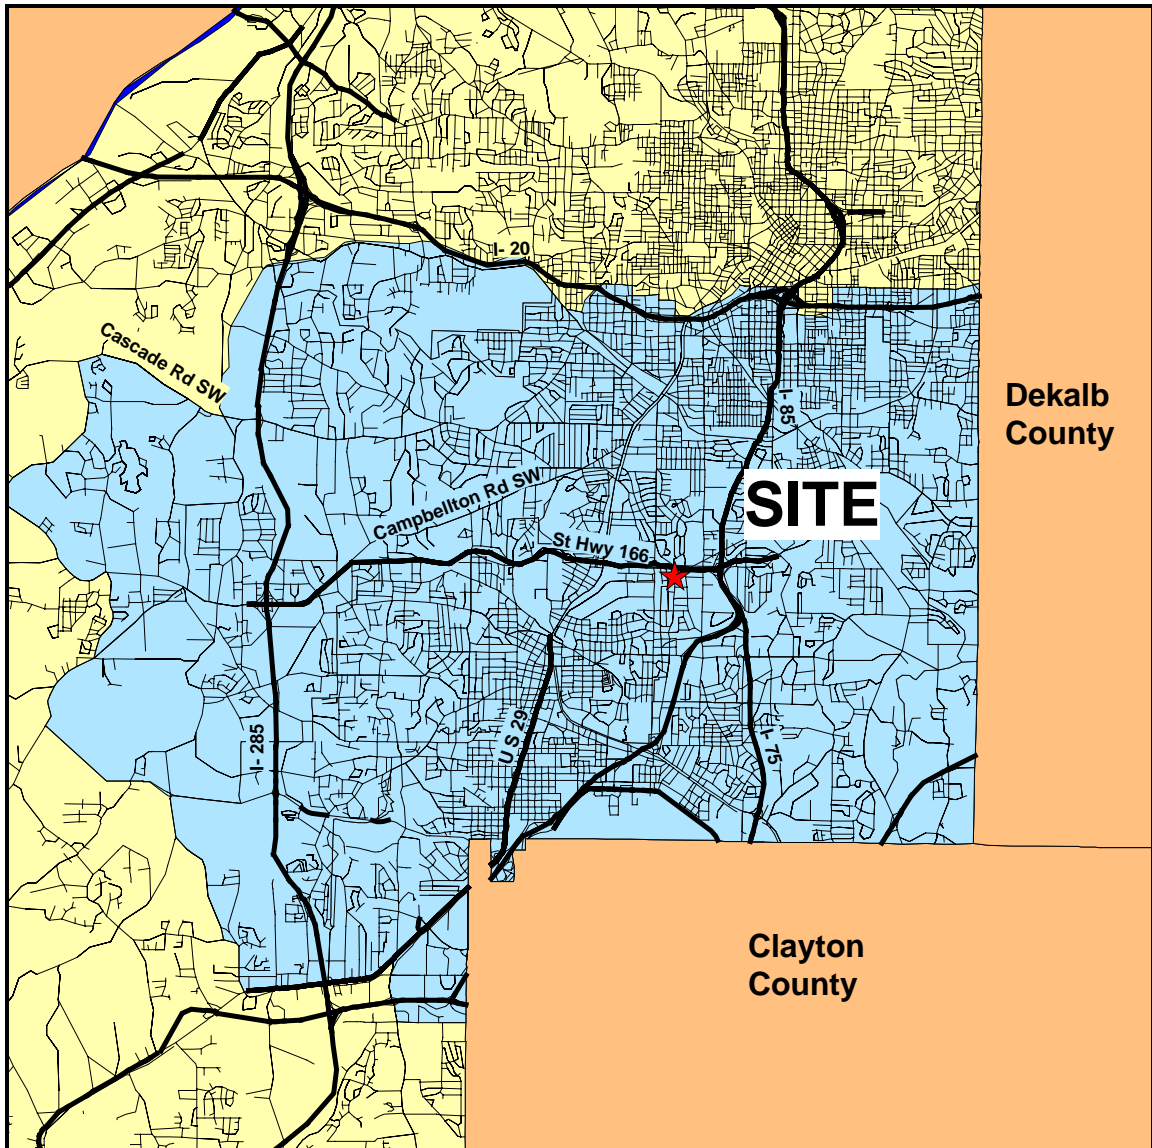 I- 20
Cascade Rd SW
Dekalb
County
I- 85
Campbellton Rd SW
SITE
St Hwy 166
U S 29
I- 285
I- 75
Clayton
County